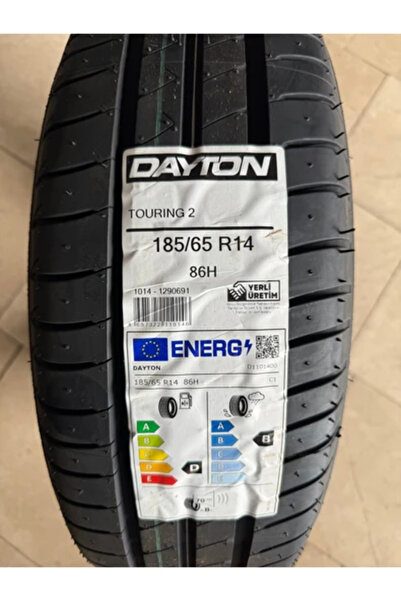 DAYTON
TOURING 2
185/65 R14
86H
1014 - 1290691
YERLİ
ÜRETİM
ENERG
DAYTON
D1101400
185/65 R14 86H
C1
A
B
C
D
E
D
A
B
C
D
E
B
70
B